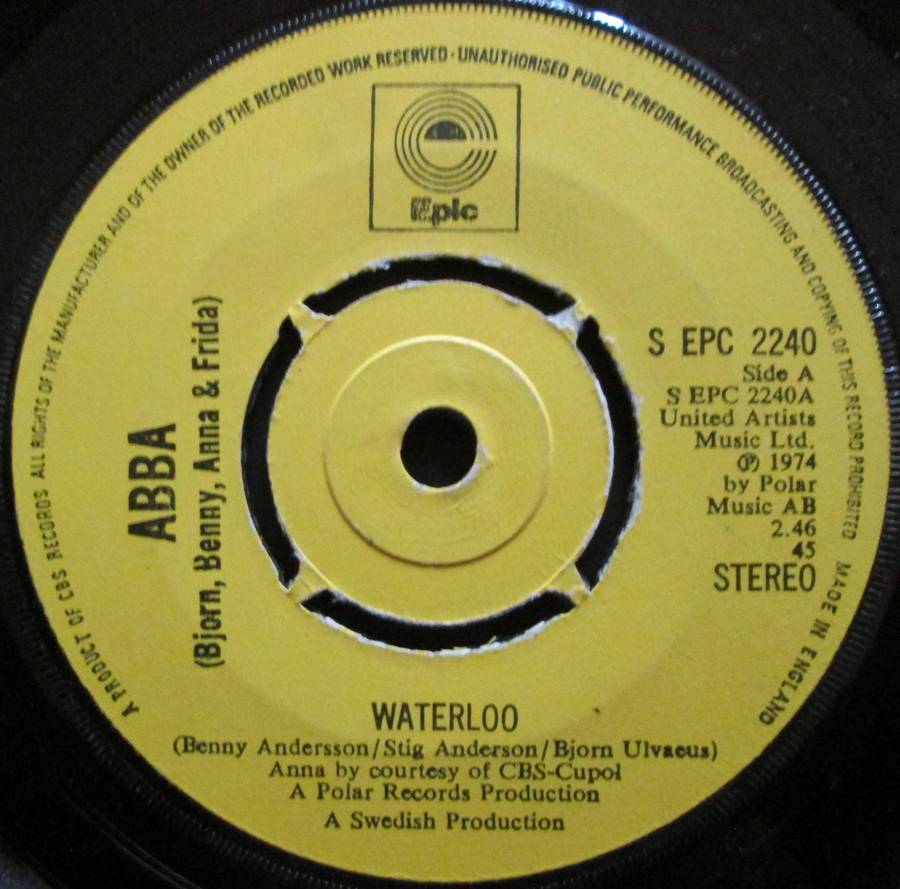 A PRODUCT OF CBS RECORDS ALL RIGHTS OF THE MANUFACTURER AND OF THE OWNER OF THE RECORDED WORK RESERVED · UNAUTHORISED PUBLIC PERFORMANCE BROADCASTING AND COPYING OF THIS RECORD PROHIBITED MADE IN ENGLAND
Epic
ABBA
(Bjorn, Benny, Anna & Frida)
S EPC 2240
Side A
S EPC 2240A
United Artists
Music Ltd.
℗ 1974
by Polar
Music AB
2.46
45
STEREO
WATERLOO
(Benny Andersson/Stig Anderson/Bjorn Ulvaeus)
Anna by courtesy of CBS-Cupol
A Polar Records Production
A Swedish Production